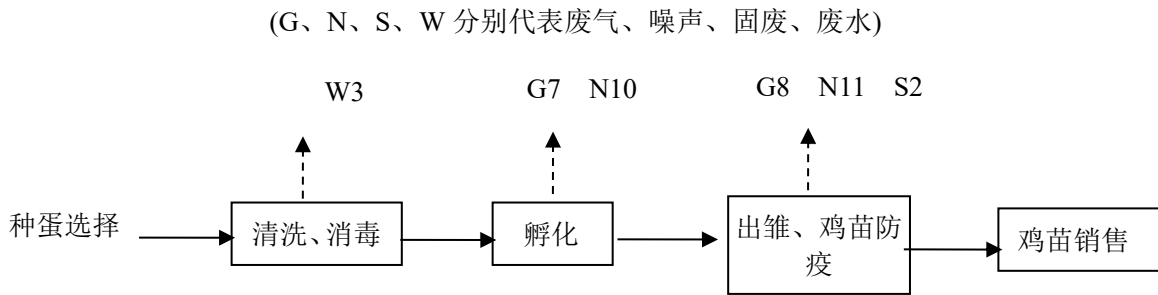 (G、N、S、W 分别代表废气、噪声、固废、废水)
W3
G7 N10
G8 N11 S2
种蛋选择
清洗、消毒
孵化
出雏、鸡苗防
疫
鸡苗销售